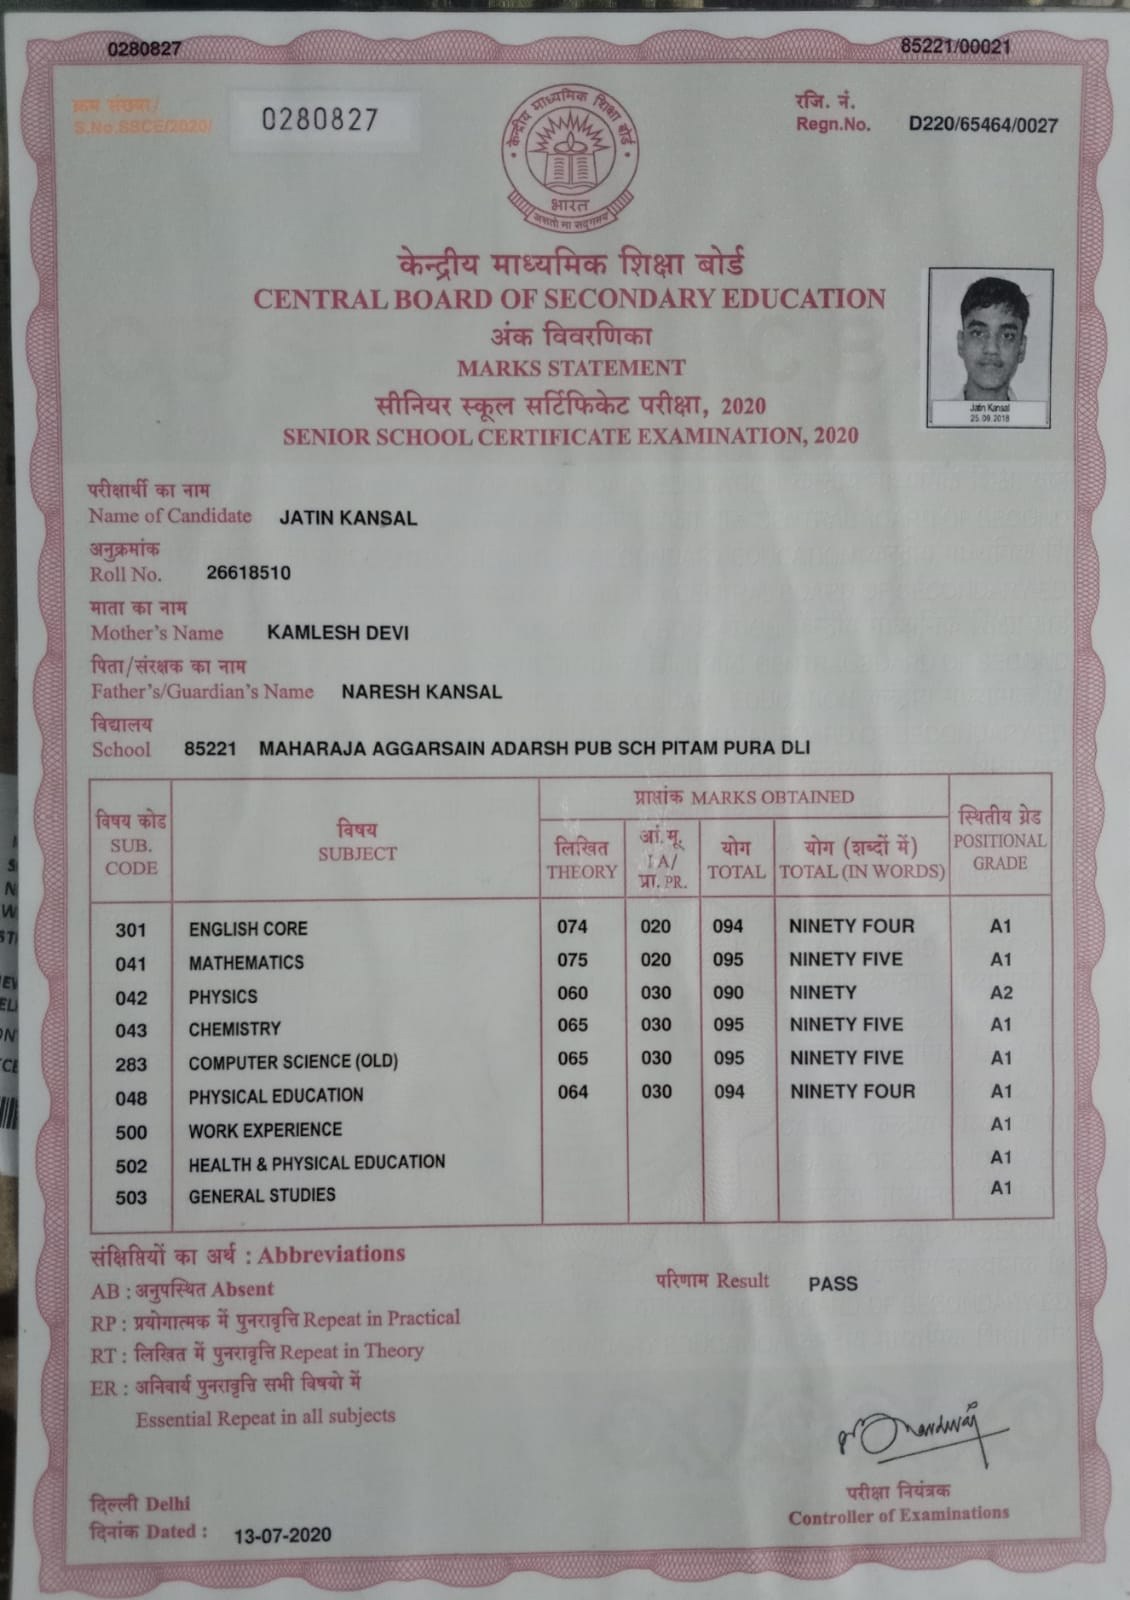 0280827 85221/00021
क्रम संख्या/
S.No.SSCE/2020/ 0280827
रजि. नं.
Regn.No. D220/65464/0027
केन्द्रीय माध्यमिक शिक्षा बोर्ड
भारत
असतो मा सद्गमय
केन्द्रीय माध्यमिक शिक्षा बोर्ड
CENTRAL BOARD OF SECONDARY EDUCATION
अंक विवरणिका
MARKS STATEMENT
सीनियर स्कूल सर्टिफिकेट परीक्षा, 2020
SENIOR SCHOOL CERTIFICATE EXAMINATION, 2020
Jatin Kansal
25.09.2018
परीक्षार्थी का नाम
Name of Candidate JATIN KANSAL
अनुक्रमांक
Roll No. 26618510
माता का नाम
Mother's Name KAMLESH DEVI
पिता/संरक्षक का नाम
Father's/Guardian's Name NARESH KANSAL
विद्यालय
School 85221 MAHARAJA AGGARSAIN ADARSH PUB SCH PITAM PURA DLI
विषय कोड
SUB.
CODE
विषय
SUBJECT
प्राप्तांक MARKS OBTAINED
लिखित
THEORY
आं.मू.
I A/
प्रा. PR.
योग
TOTAL
योग (शब्दों में)
TOTAL (IN WORDS)
स्थितीय ग्रेड
POSITIONAL
GRADE
301 ENGLISH CORE 074 020 094 NINETY FOUR A1
041 MATHEMATICS 075 020 095 NINETY FIVE A1
042 PHYSICS 060 030 090 NINETY A2
043 CHEMISTRY 065 030 095 NINETY FIVE A1
283 COMPUTER SCIENCE (OLD) 065 030 095 NINETY FIVE A1
048 PHYSICAL EDUCATION 064 030 094 NINETY FOUR A1
500 WORK EXPERIENCE A1
502 HEALTH & PHYSICAL EDUCATION A1
503 GENERAL STUDIES A1
संक्षिप्तियों का अर्थ : Abbreviations
AB : अनुपस्थित Absent
परिणाम Result PASS
RP : प्रयोगात्मक में पुनरावृत्ति Repeat in Practical
RT : लिखित में पुनरावृत्ति Repeat in Theory
ER : अनिवार्य पुनरावृत्ति सभी विषयो में
Essential Repeat in all subjects
दिल्ली Delhi
दिनांक Dated : 13-07-2020
परीक्षा नियंत्रक
Controller of Examinations